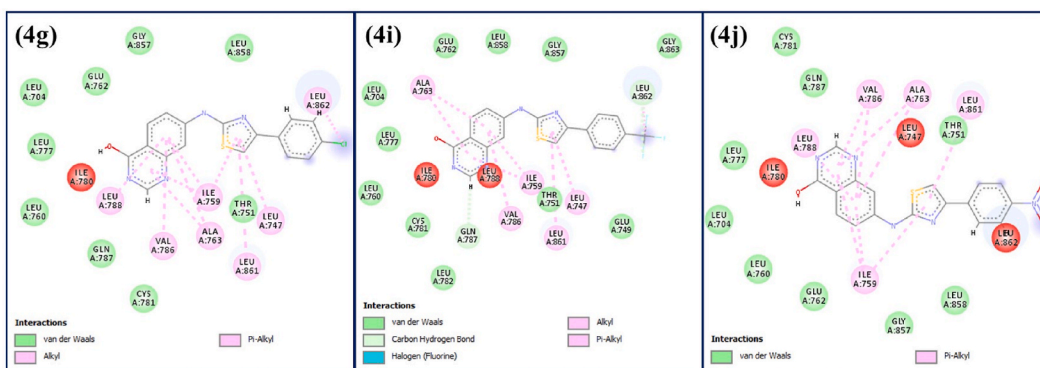 (4g)
GLY
A:857
LEU
A:858
GLU
A:762
LEU
A:704
LEU
A:862
H
H
N
N
S
Cl
LEU
A:777
H
O
ILE
A:780
N
N
H
LEU
A:788
ILE
A:759
THR
A:751
LEU
A:747
LEU
A:760
VAL
A:786
ALA
A:763
GLN
A:787
LEU
A:861
CYS
A:781
Interactions
van der Waals
Alkyl
Pi-Alkyl
(4i)
GLU
A:762
LEU
A:858
GLY
A:857
GLY
A:863
ALA
A:763
LEU
A:704
LEU
A:862
N
N
S
LEU
A:777
H
O
ILE
A:780
N
H
LEU
A:788
ILE
A:759
THR
A:751
LEU
A:747
LEU
A:760
CYS
A:781
GLN
A:787
VAL
A:786
LEU
A:861
GLU
A:749
LEU
A:782
Interactions
van der Waals
Carbon Hydrogen Bond
Halogen (Fluorine)
Alkyl
Pi-Alkyl
(4j)
CYS
A:781
GLN
A:787
VAL
A:786
ALA
A:763
LEU
A:861
LEU
A:747
THR
A:751
LEU
A:788
H
N
N
LEU
A:777
ILE
A:780
O
H
S
N
N
H
LEU
A:862
LEU
A:704
LEU
A:760
GLU
A:762
ILE
A:759
GLY
A:857
LEU
A:858
Interactions
van der Waals
Pi-Alkyl